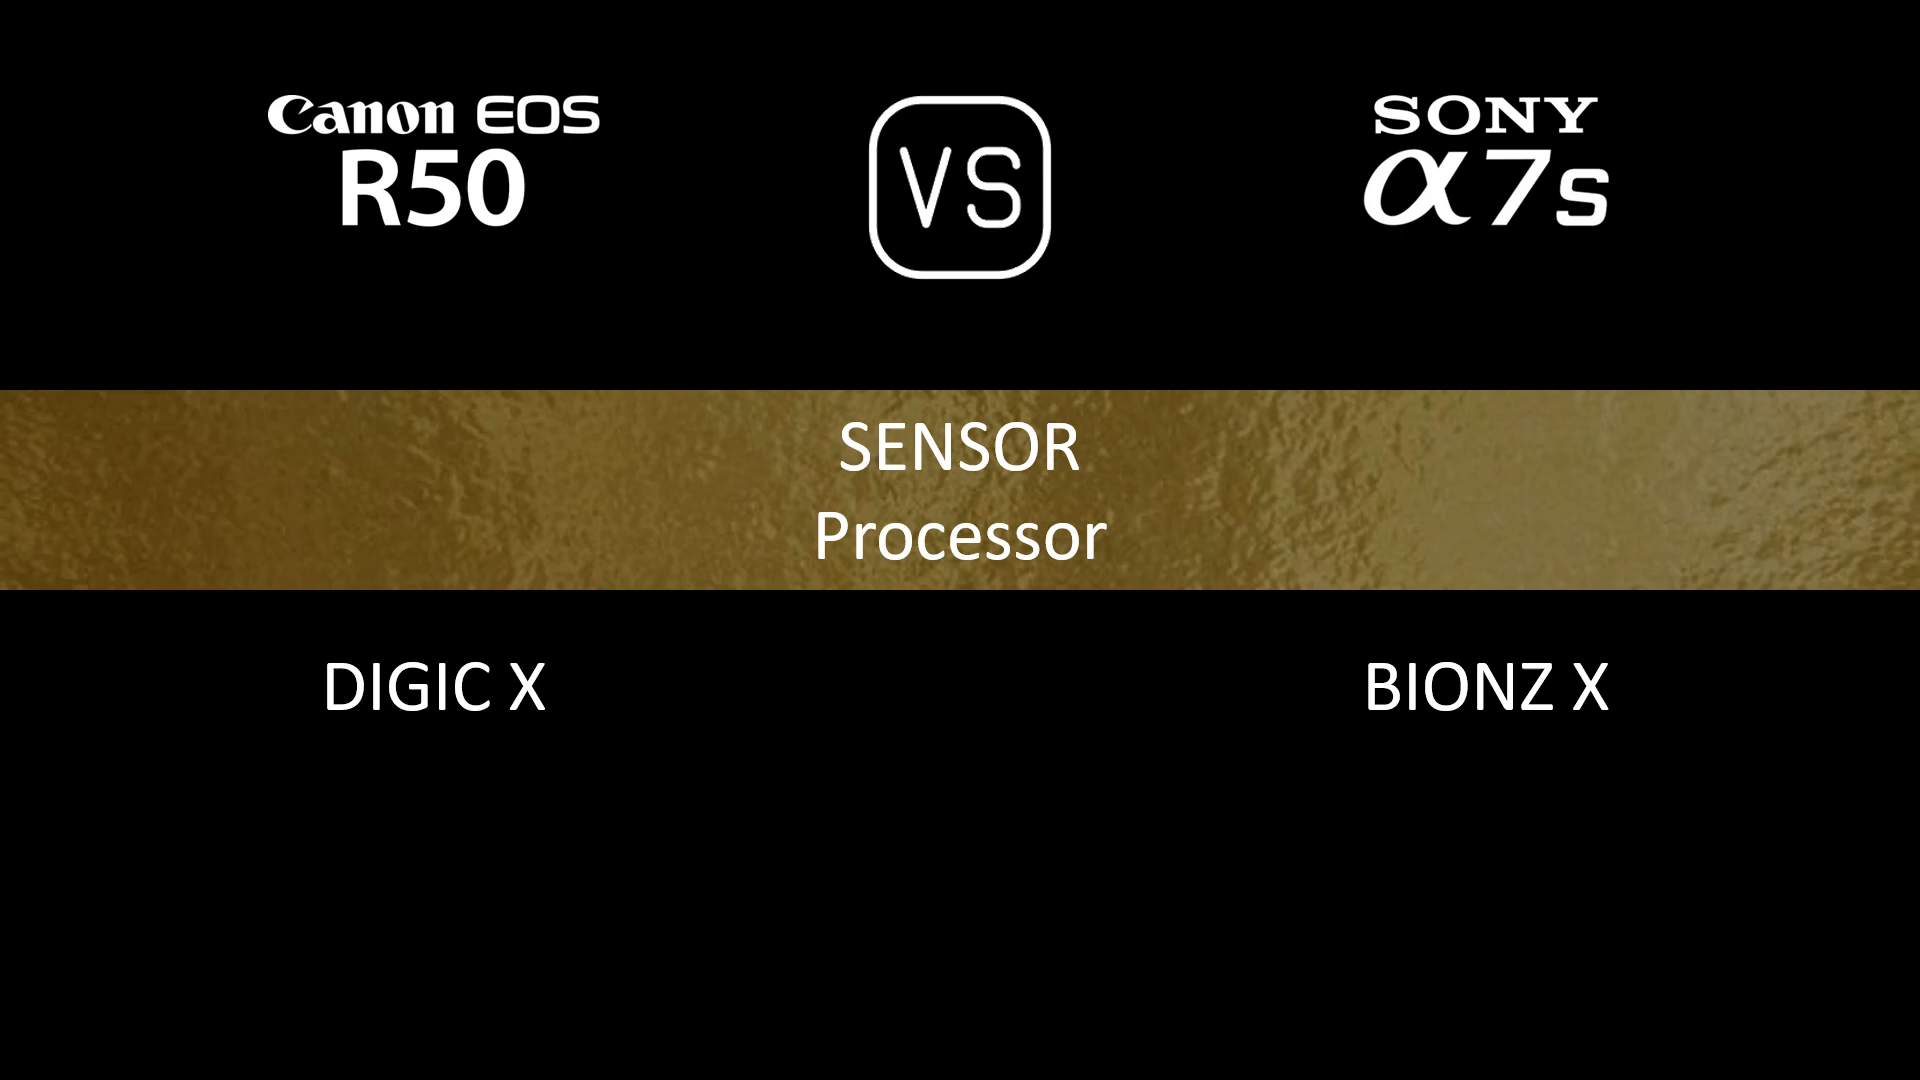 Canon EOS
R50
VS
SONY
α7s
SENSOR
Processor
DIGIC X
BIONZ X